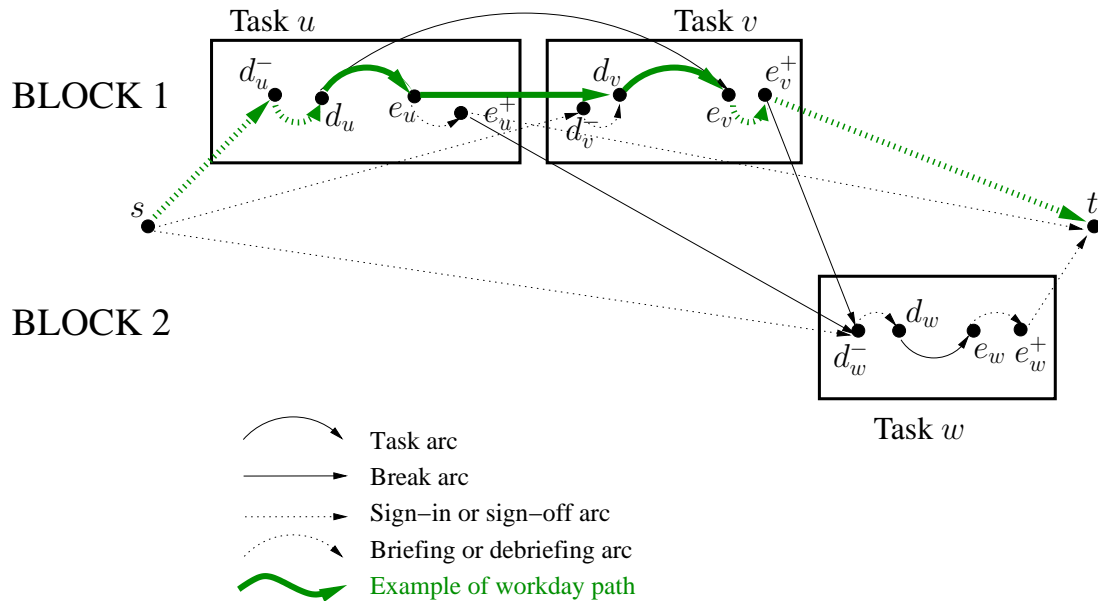 Task u
Task v
BLOCK 1
d_u^-
d_u
e_u
e_u^+
d_v^-
d_v
e_v
e_v^+
s
t
BLOCK 2
d_w^-
d_w
e_w
e_w^+
Task w
Task arc
Break arc
Sign–in or sign–off arc
Briefing or debriefing arc
Example of workday path